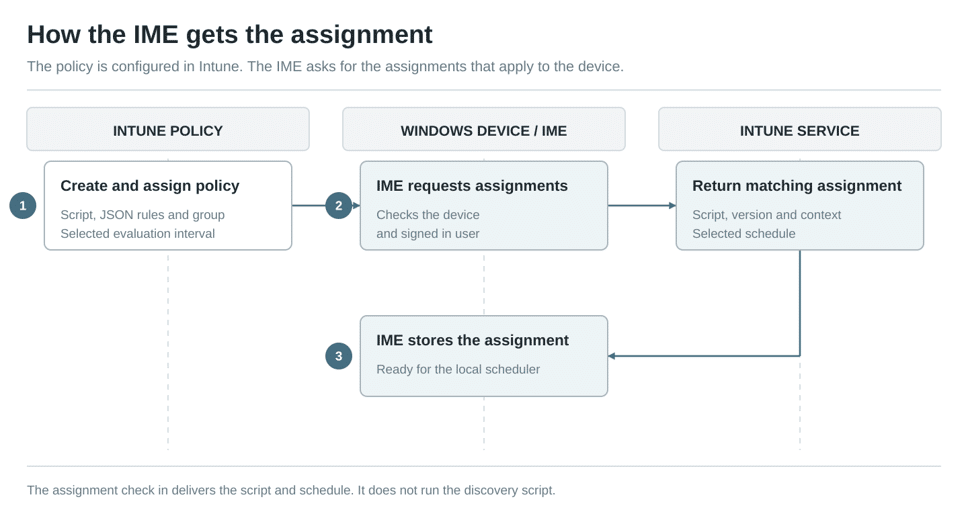 How the IME gets the assignment
The policy is configured in Intune. The IME asks for the assignments that apply to the device.
INTUNE POLICY
WINDOWS DEVICE / IME
INTUNE SERVICE
1
Create and assign policy
Script, JSON rules and group
Selected evaluation interval
2
IME requests assignments
Checks the device
and signed in user
Return matching assignment
Script, version and context
Selected schedule
3
IME stores the assignment
Ready for the local scheduler
The assignment check in delivers the script and schedule. It does not run the discovery script.